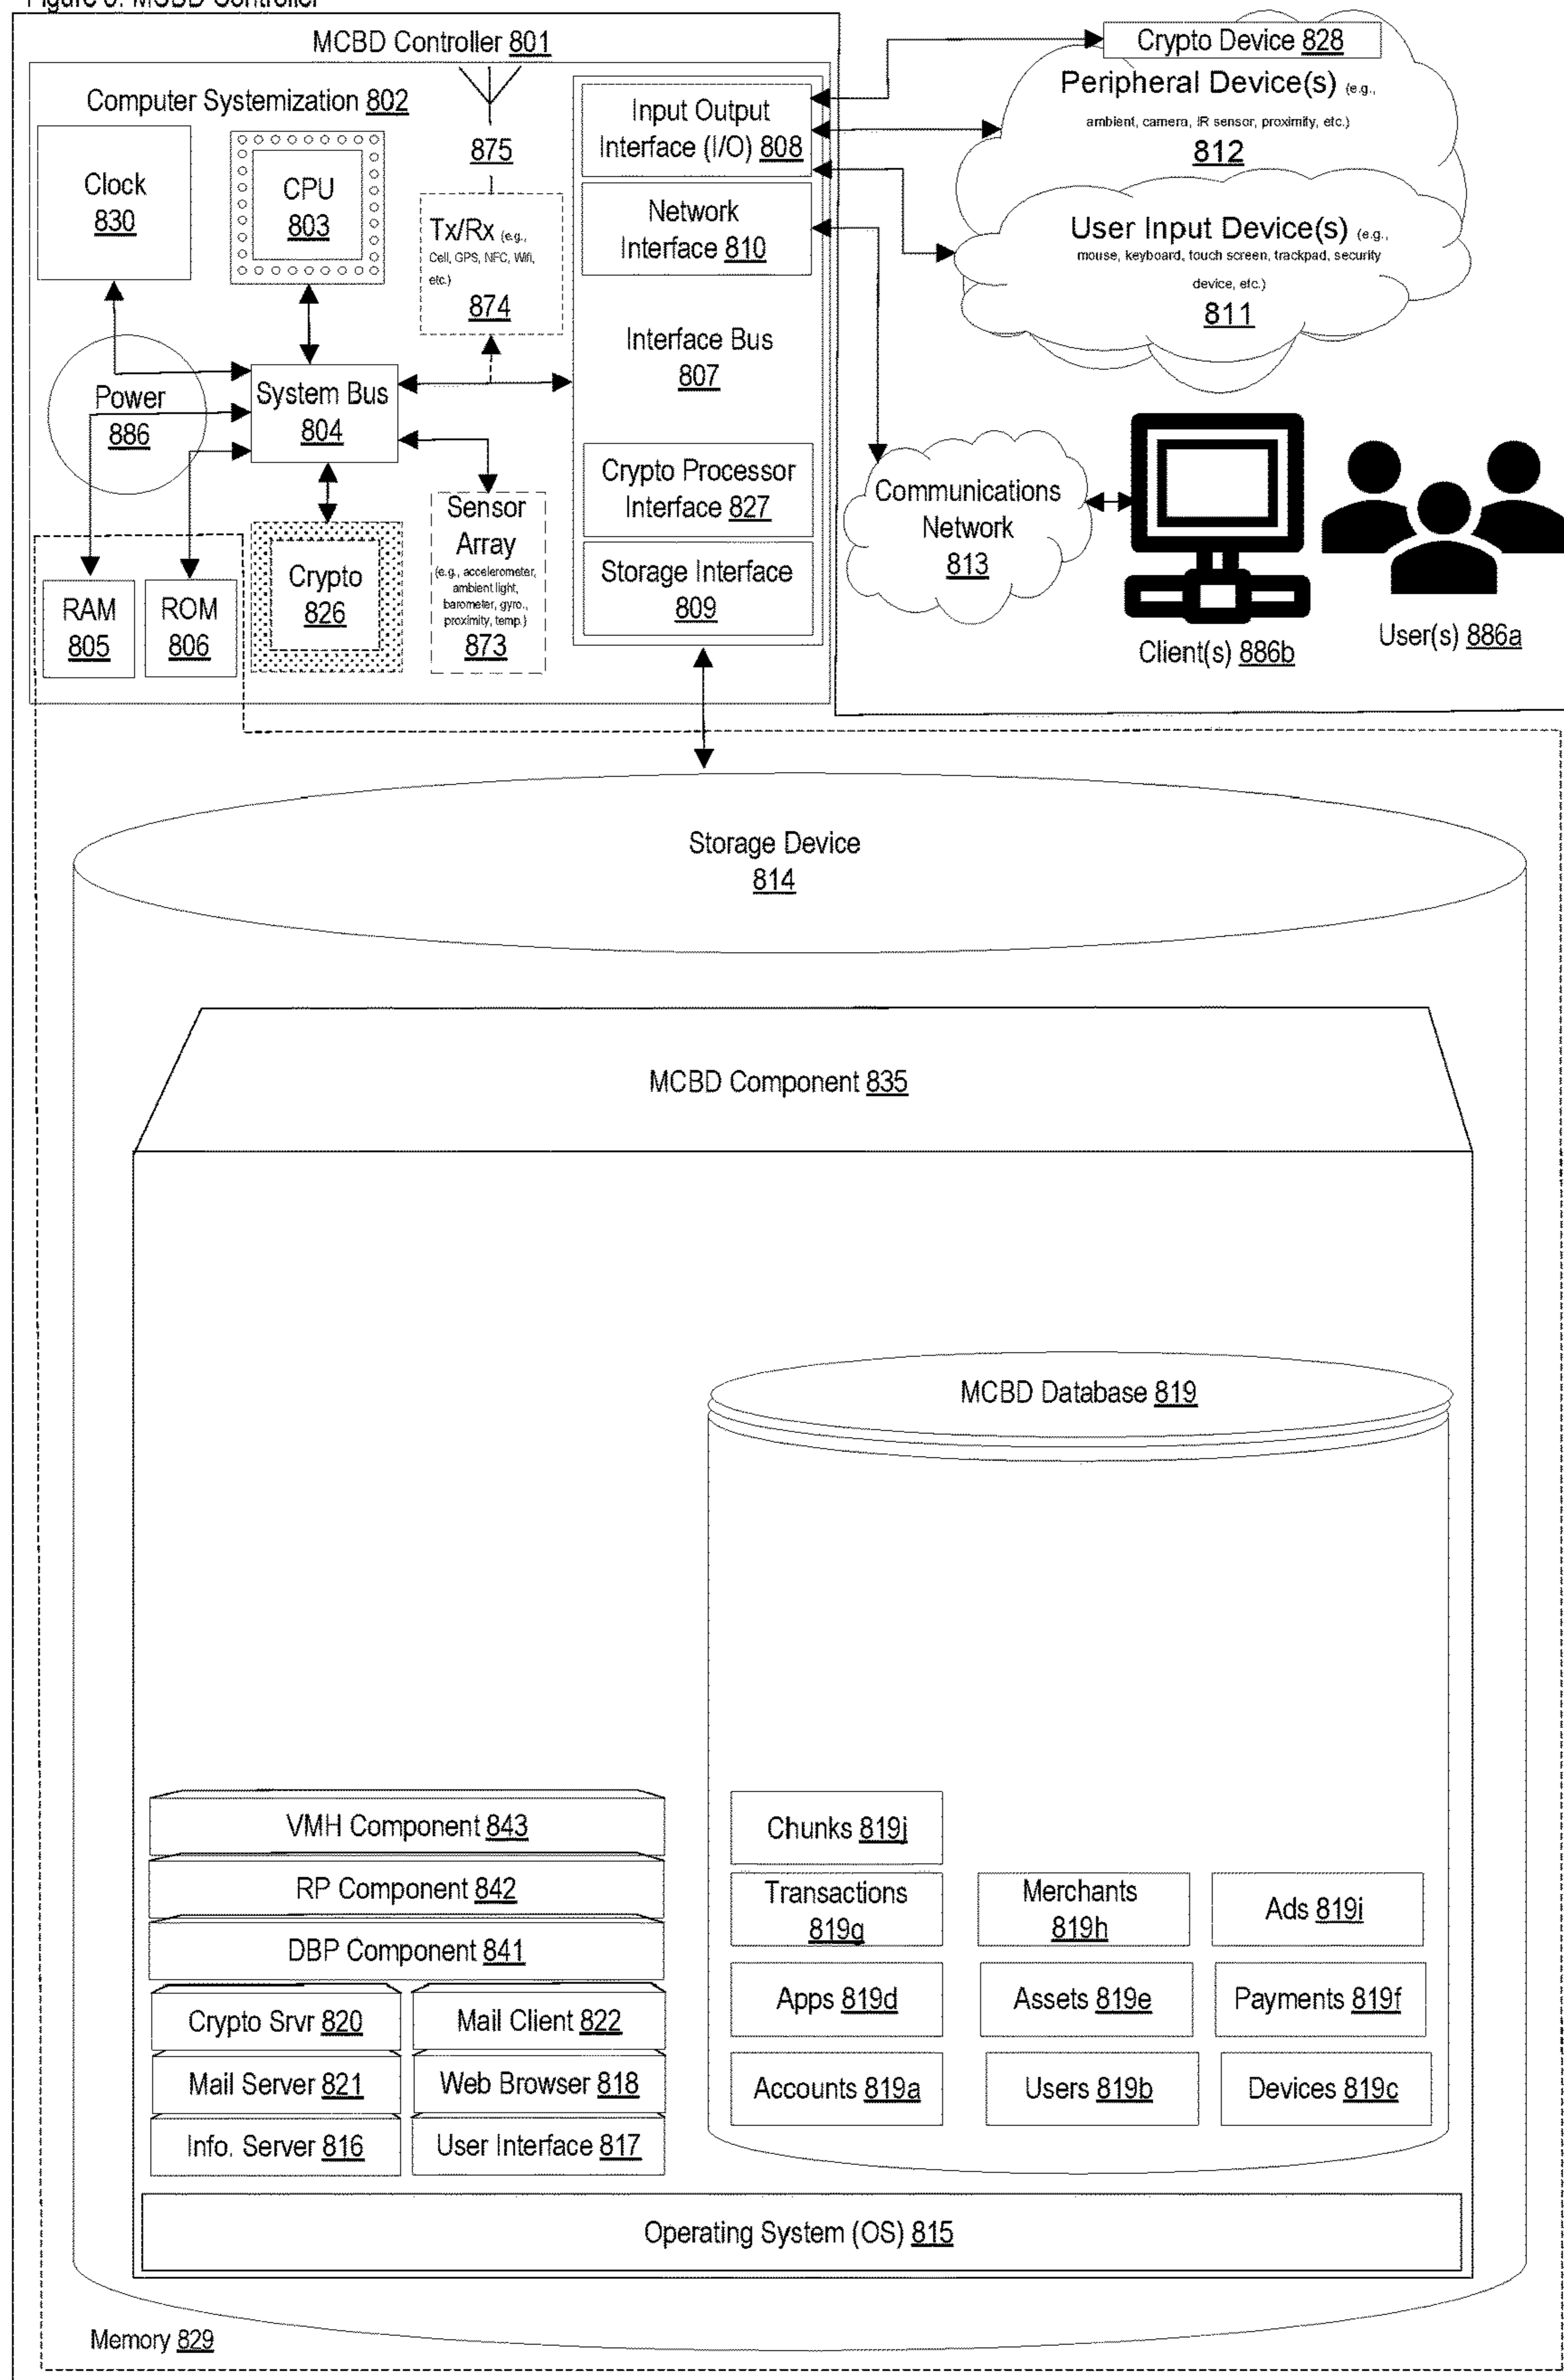 MCBD Controller 801
Computer Systemization 802
Clock
830
CPU
803
875
Tx/Rx (e.g.,
Cell, GPS, NFC, Wifi,
etc.)
874
Input Output
Interface (I/O) 808
Network
Interface 810
Interface Bus
807
Crypto Processor
Interface 827
Storage Interface
809
Power
886
System Bus
804
RAM
805
ROM
806
Crypto
826
Sensor
Array
(e.g., accelerometer,
ambient light,
barometer, gyro.,
proximity, temp.)
873
Crypto Device 828
Peripheral Device(s) (e.g.,
ambient, camera, IR sensor, proximity, etc.)
812
User Input Device(s) (e.g.,
mouse, keyboard, touch screen, trackpad, security
device, etc.)
811
Communications
Network
813
Client(s) 886b
User(s) 886a
Storage Device
814
MCBD Component 835
MCBD Database 819
VMH Component 843
RP Component 842
DBP Component 841
Crypto Srvr 820
Mail Client 822
Mail Server 821
Web Browser 818
Info. Server 816
User Interface 817
Chunks 819j
Transactions
819g
Merchants
819h
Ads 819i
Apps 819d
Assets 819e
Payments 819f
Accounts 819a
Users 819b
Devices 819c
Operating System (OS) 815
Memory 829